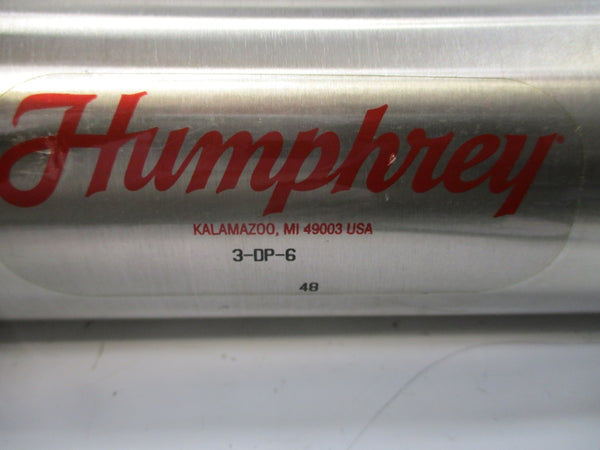 Humphrey
KALAMAZOO, MI 49003 USA
3-DP-6
48